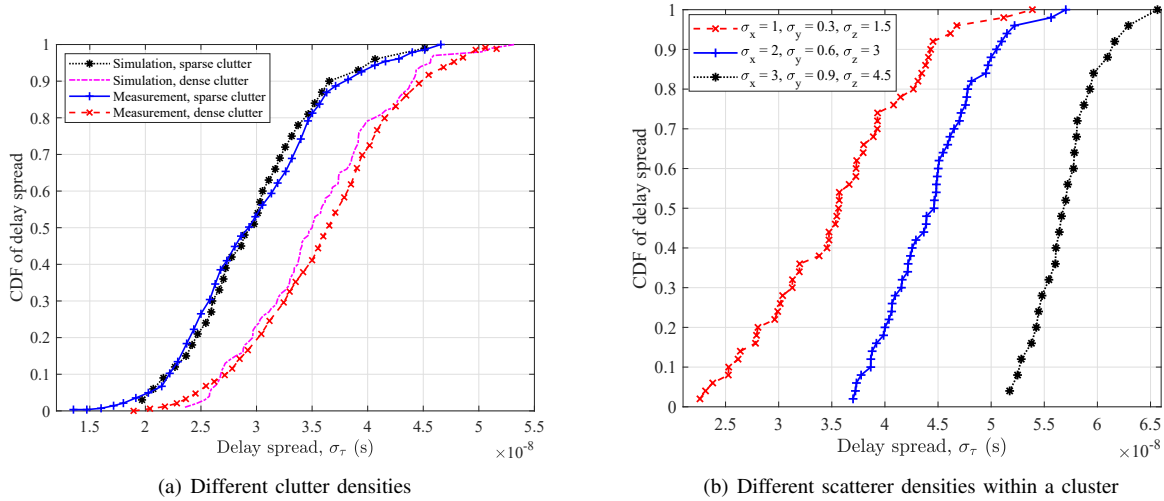 CDF of delay spread
1
0.9
0.8
0.7
0.6
0.5
0.4
0.3
0.2
0.1
0
Simulation, sparse clutter
Simulation, dense clutter
Measurement, sparse clutter
Measurement, dense clutter
1.5 2 2.5 3 3.5 4 4.5 5 5.5
Delay spread, στ (s)
×10⁻⁸
(a) Different clutter densities
CDF of delay spread
1
0.9
0.8
0.7
0.6
0.5
0.4
0.3
0.2
0.1
0
σx = 1, σy = 0.3, σz = 1.5
σx = 2, σy = 0.6, σz = 3
σx = 3, σy = 0.9, σz = 4.5
2.5 3 3.5 4 4.5 5 5.5 6 6.5
Delay spread, στ (s)
×10⁻⁸
(b) Different scatterer densities within a cluster